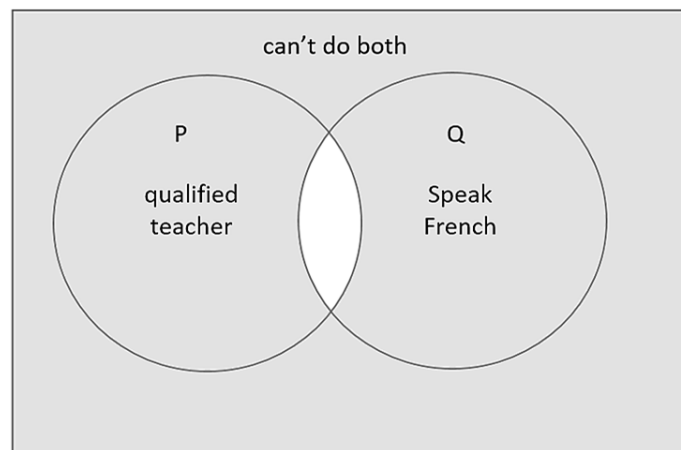 can't do both
P
qualified
teacher
Q
Speak
French